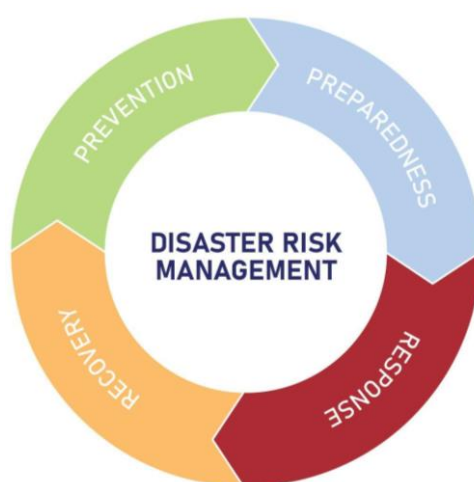 PREVENTION
PREPAREDNESS
DISASTER RISK
MANAGEMENT
RECOVERY
RESPONSE